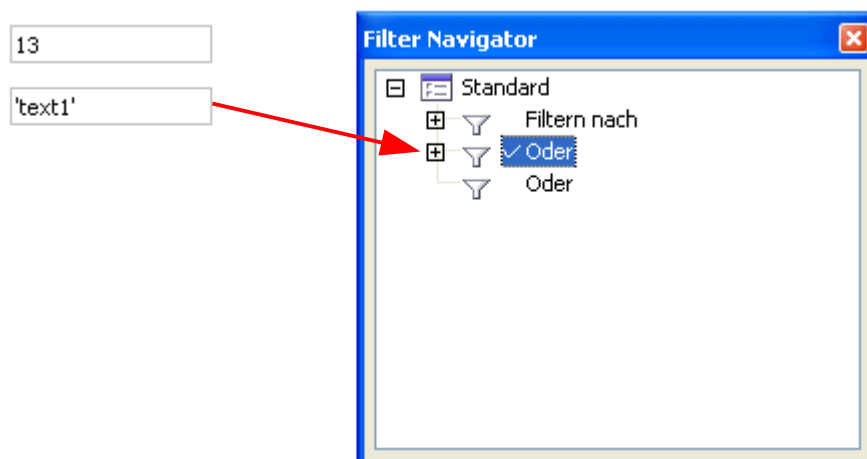 13
'text1'
Filter Navigator
Standard
Filtern nach
Oder
Oder